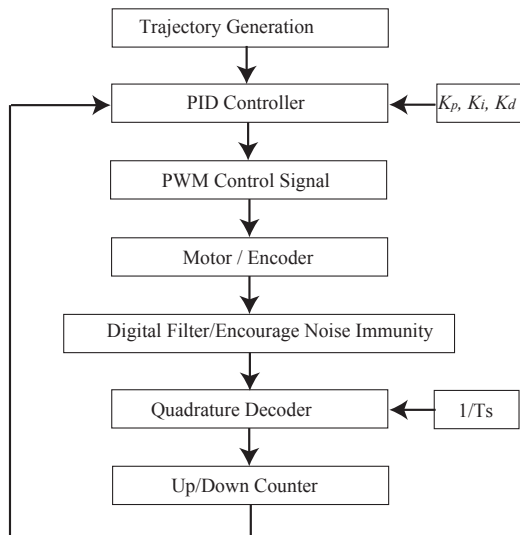 Trajectory Generation
PID Controller
Kp, Ki, Kd
PWM Control Signal
Motor / Encoder
Digital Filter/Encourage Noise Immunity
Quadrature Decoder
1/Ts
Up/Down Counter